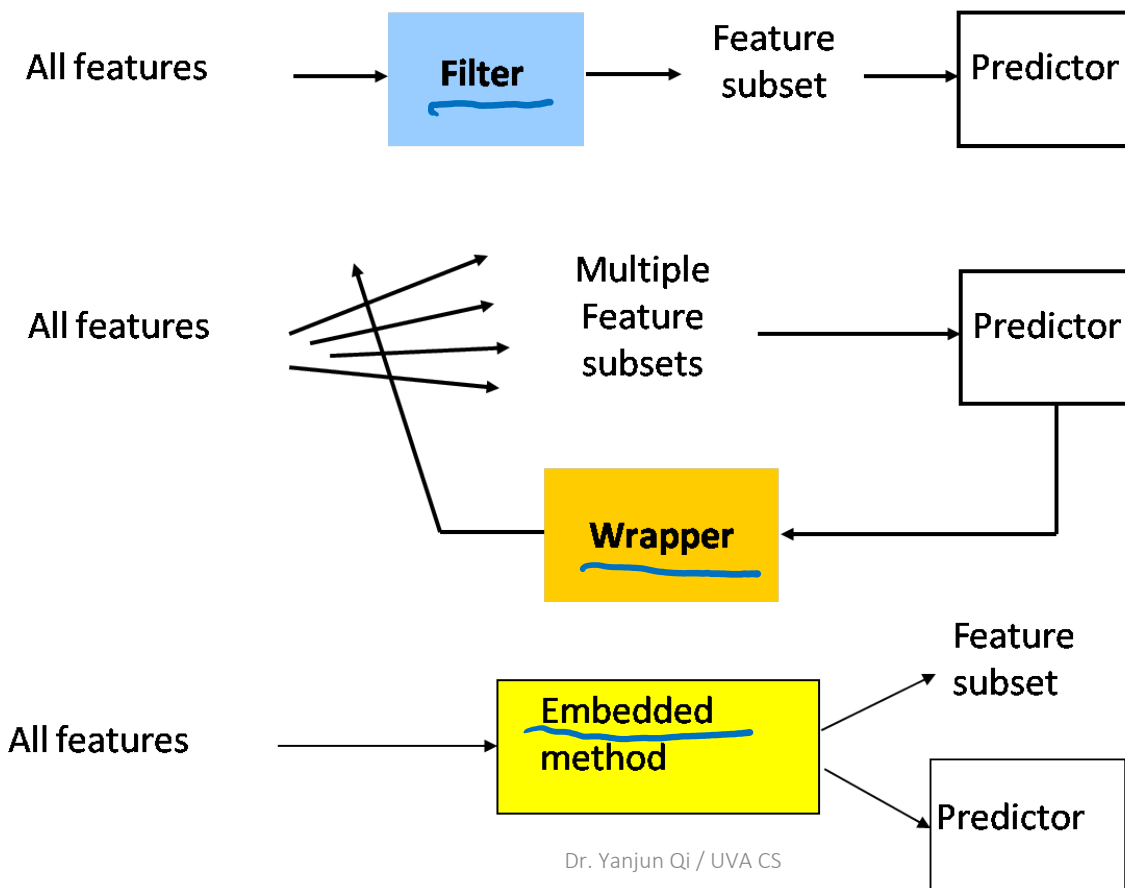 All features
Filter
Feature
subset
Predictor
All features
Multiple
Feature
subsets
Predictor
Wrapper
All features
Embedded
method
Feature
subset
Predictor
Dr. Yanjun Qi / UVA CS